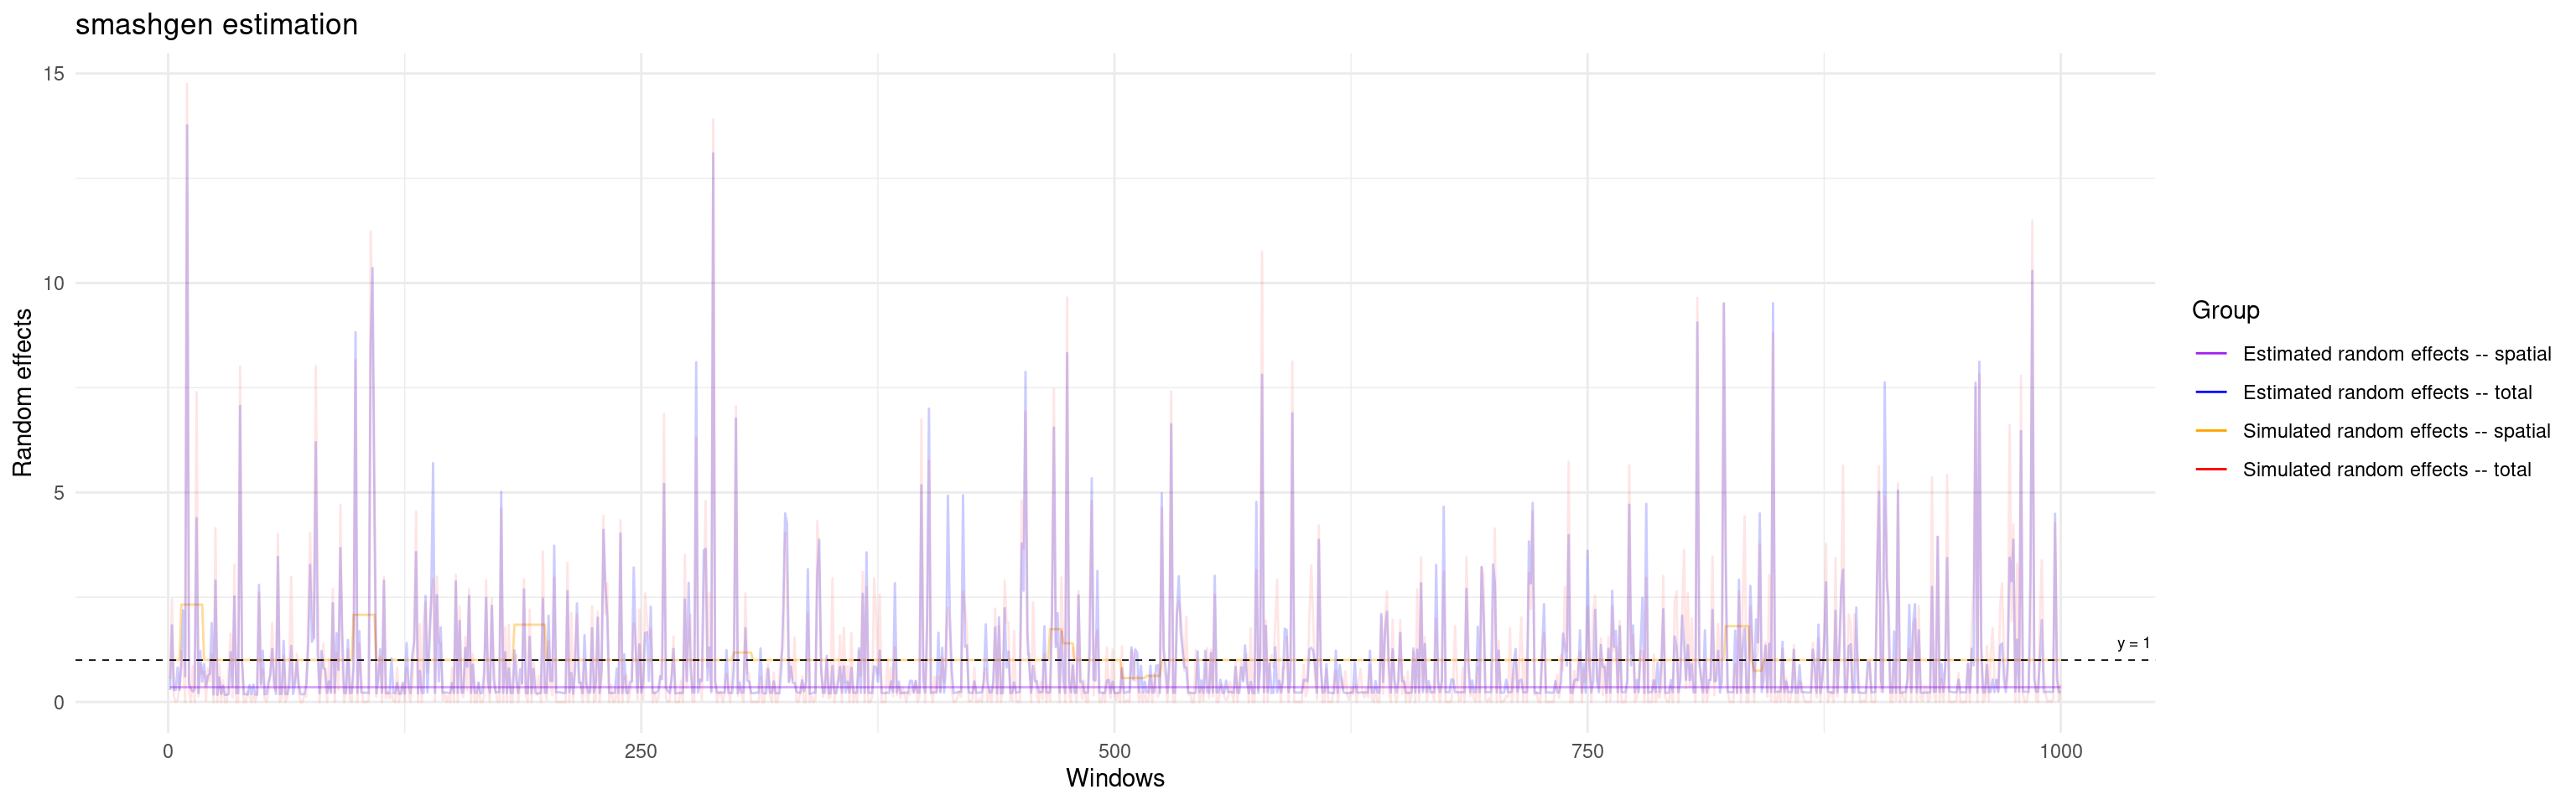 smashgen estimation
15
10
5
0
Random effects
y = 1
0
250
500
750
1000
Windows
Group
Estimated random effects -- spatial
Estimated random effects -- total
Simulated random effects -- spatial
Simulated random effects -- total